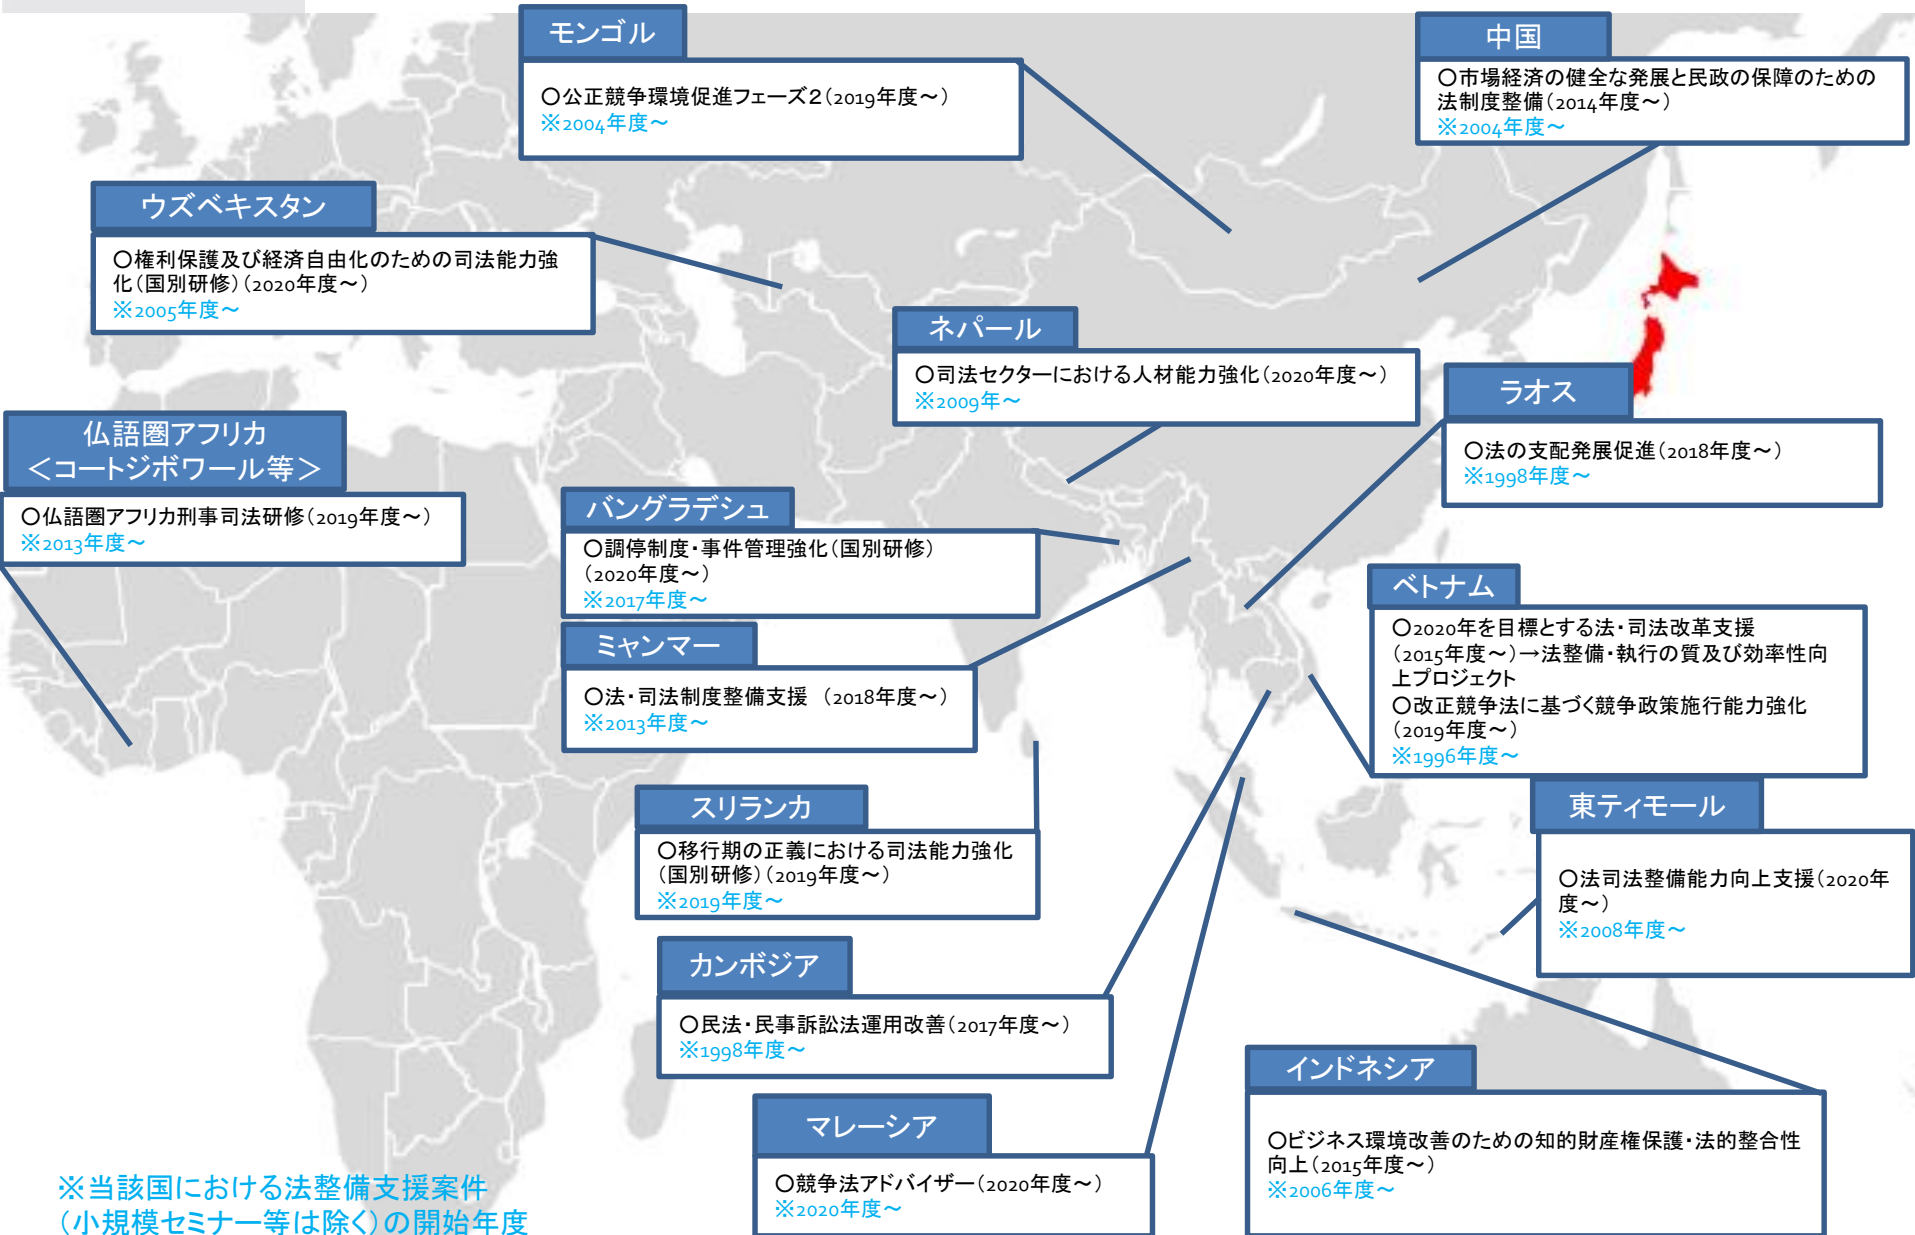 モンゴル
〇公正競争環境促進フェーズ2(2019年度～)
※2004年度～
中国
〇市場経済の健全な発展と民政の保障のための
法制度整備(2014年度～)
※2004年度～
ウズベキスタン
〇権利保護及び経済自由化のための司法能力強
化(国別研修)(2020年度～)
※2005年度～
ネパール
〇司法セクターにおける人材能力強化(2020年度～)
※2009年～
ラオス
〇法の支配発展促進(2018年度～)
※1998年度～
仏語圏アフリカ
＜コートジボワール等＞
〇仏語圏アフリカ刑事司法研修(2019年度～)
※2013年度～
バングラデシュ
〇調停制度・事件管理強化(国別研修)
(2020年度～)
※2017年度～
ミャンマー
〇法・司法制度整備支援 (2018年度～)
※2013年度～
ベトナム
〇2020年を目標とする法・司法改革支援
(2015年度～)→法整備・執行の質及び効率性向
上プロジェクト
〇改正競争法に基づく競争政策施行能力強化
(2019年度～)
※1996年度～
スリランカ
〇移行期の正義における司法能力強化
(国別研修)(2019年度～)
※2019年度～
東ティモール
〇法司法整備能力向上支援(2020年
度～)
※2008年度～
カンボジア
〇民法・民事訴訟法運用改善(2017年度～)
※1998年度～
インドネシア
〇ビジネス環境改善のための知的財産権保護・法的整合性
向上(2015年度～)
※2006年度～
マレーシア
〇競争法アドバイザー(2020年度～)
※2020年度～
※当該国における法整備支援案件
(小規模セミナー等は除く)の開始年度